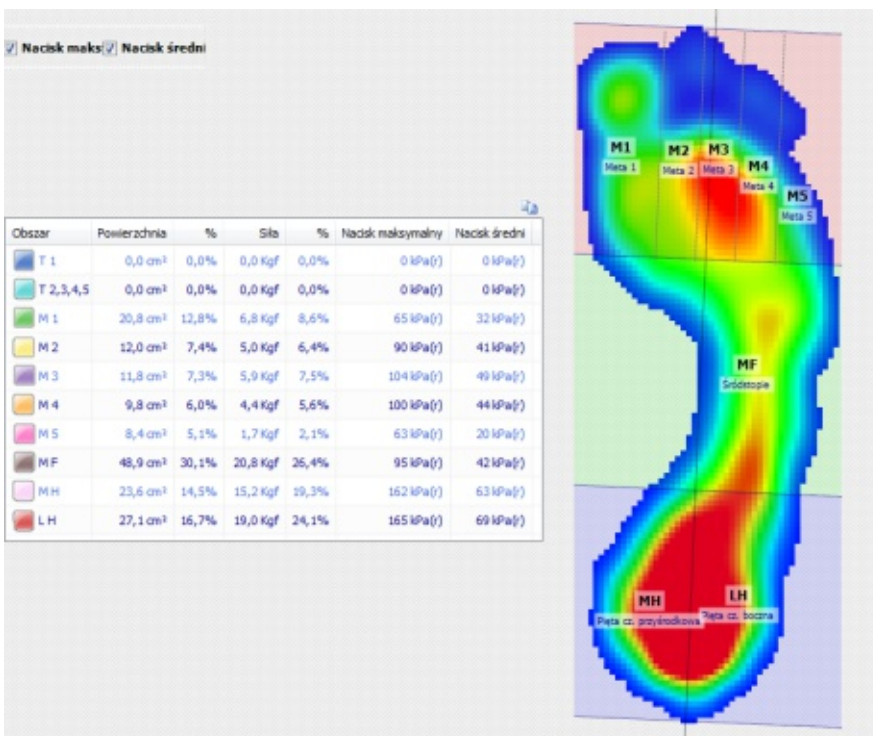 Nacisk maks Nacisk średni
Obszar Powierzchnia % Siła % Nacisk maksymalny Nacisk średni
T 1 0,0 cm² 0,0% 0,0 Kgf 0,0% 0 kPa(r) 0 kPa(r)
T 2,3,4,5 0,0 cm² 0,0% 0,0 Kgf 0,0% 0 kPa(r) 0 kPa(r)
M 1 20,8 cm² 12,8% 6,8 Kgf 8,6% 65 kPa(r) 32 kPa(r)
M 2 12,0 cm² 7,4% 5,0 Kgf 6,4% 90 kPa(r) 41 kPa(r)
M 3 11,8 cm² 7,3% 5,9 Kgf 7,5% 104 kPa(r) 49 kPa(r)
M 4 9,8 cm² 6,0% 4,4 Kgf 5,6% 100 kPa(r) 44 kPa(r)
M 5 8,4 cm² 5,1% 1,7 Kgf 2,1% 63 kPa(r) 20 kPa(r)
M F 48,9 cm² 30,1% 20,8 Kgf 26,4% 95 kPa(r) 42 kPa(r)
M H 23,6 cm² 14,5% 15,2 Kgf 19,3% 162 kPa(r) 63 kPa(r)
L H 27,1 cm² 16,7% 19,0 Kgf 24,1% 165 kPa(r) 69 kPa(r)
M1
Meta 1
M2
Meta 2
M3
Meta 3
M4
Meta 4
M5
Meta 5
MF
Śródstopie
MH
Pięta cz. przyśrodkowa
LH
Pięta cz. boczna